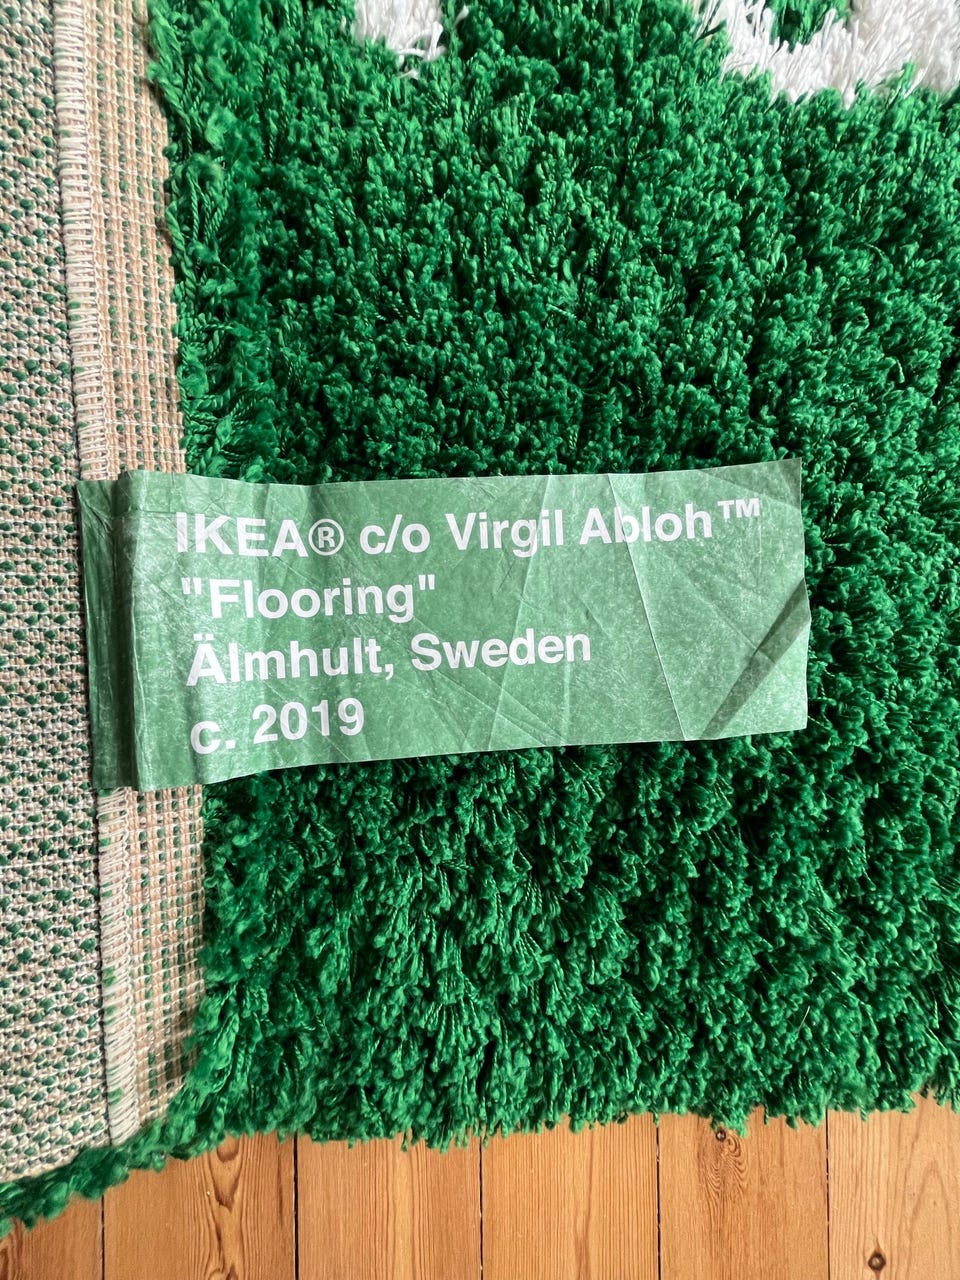 IKEA® c/o Virgil Abloh™
"Flooring"
Älmhult, Sweden
c. 2019